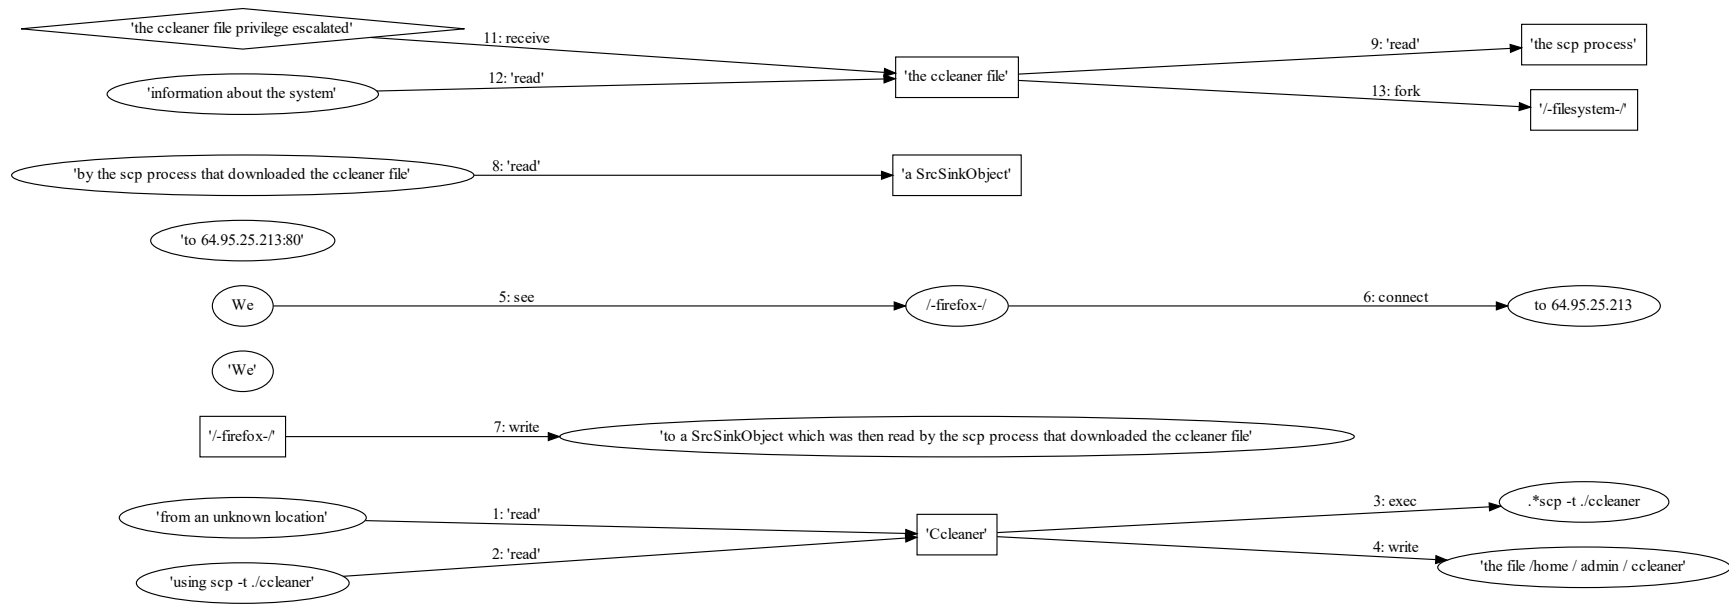 'the ccleaner file privilege escalated'
11: receive
9: 'read'
'the scp process'
'information about the system'
12: 'read'
'the ccleaner file'
13: fork
'/-filesystem-/'
'by the scp process that downloaded the ccleaner file'
8: 'read'
'a SrcSinkObject'
'to 64.95.25.213:80'
We
5: see
/-firefox-/
6: connect
to 64.95.25.213
'We'
'/-firefox-/'
7: write
'to a SrcSinkObject which was then read by the scp process that downloaded the ccleaner file'
'from an unknown location'
1: 'read'
'Ccleaner'
3: exec
.*scp -t ./ccleaner
'using scp -t ./ccleaner'
2: 'read'
4: write
'the file /home / admin / ccleaner'